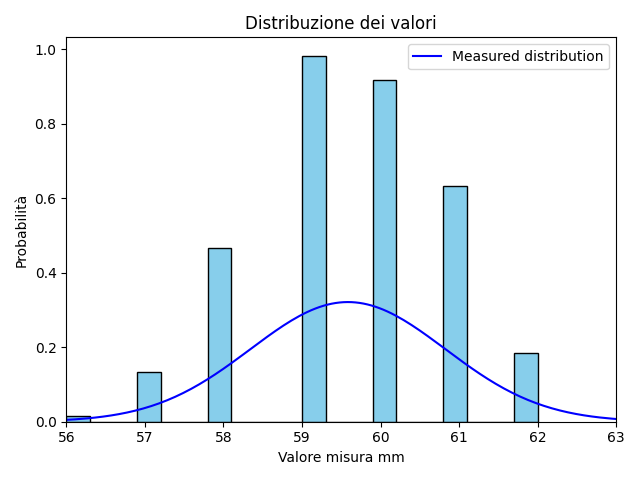 Distribuzione dei valori
Measured distribution
1.0
0.8
0.6
0.4
0.2
0.0
Probabilità
56 57 58 59 60 61 62 63
Valore misura mm